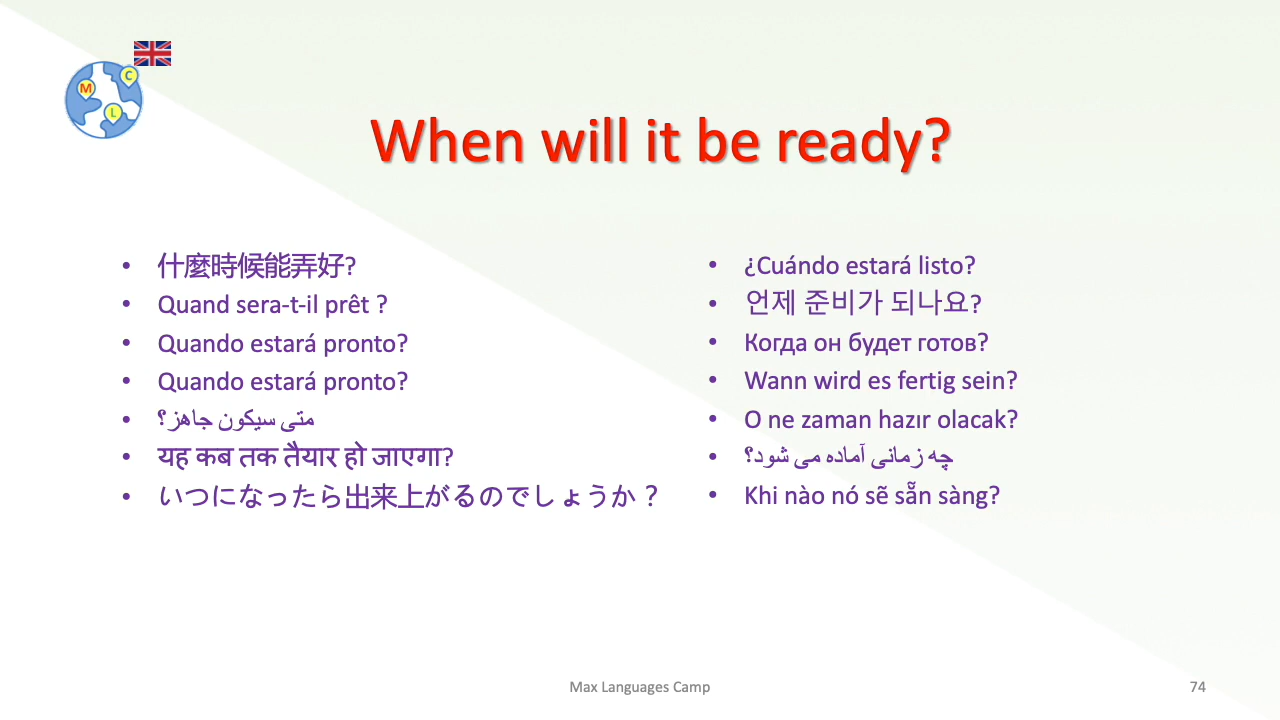 M
C
L
When will it be ready?
• 什麼時候能弄好?
• Quand sera-t-il prêt ?
• Quando estará pronto?
• Quando estará pronto?
• متى سيكون جاهز؟
• यह कब तक तैयार हो जाएगा?
• いつになったら出来上がるのでしょうか？
• ¿Cuándo estará listo?
• 언제 준비가 되나요?
• Когда он будет готов?
• Wann wird es fertig sein?
• O ne zaman hazır olacak?
• چه زمانی آماده می شود؟
• Khi nào nó sẽ sẵn sàng?
Max Languages Camp
74